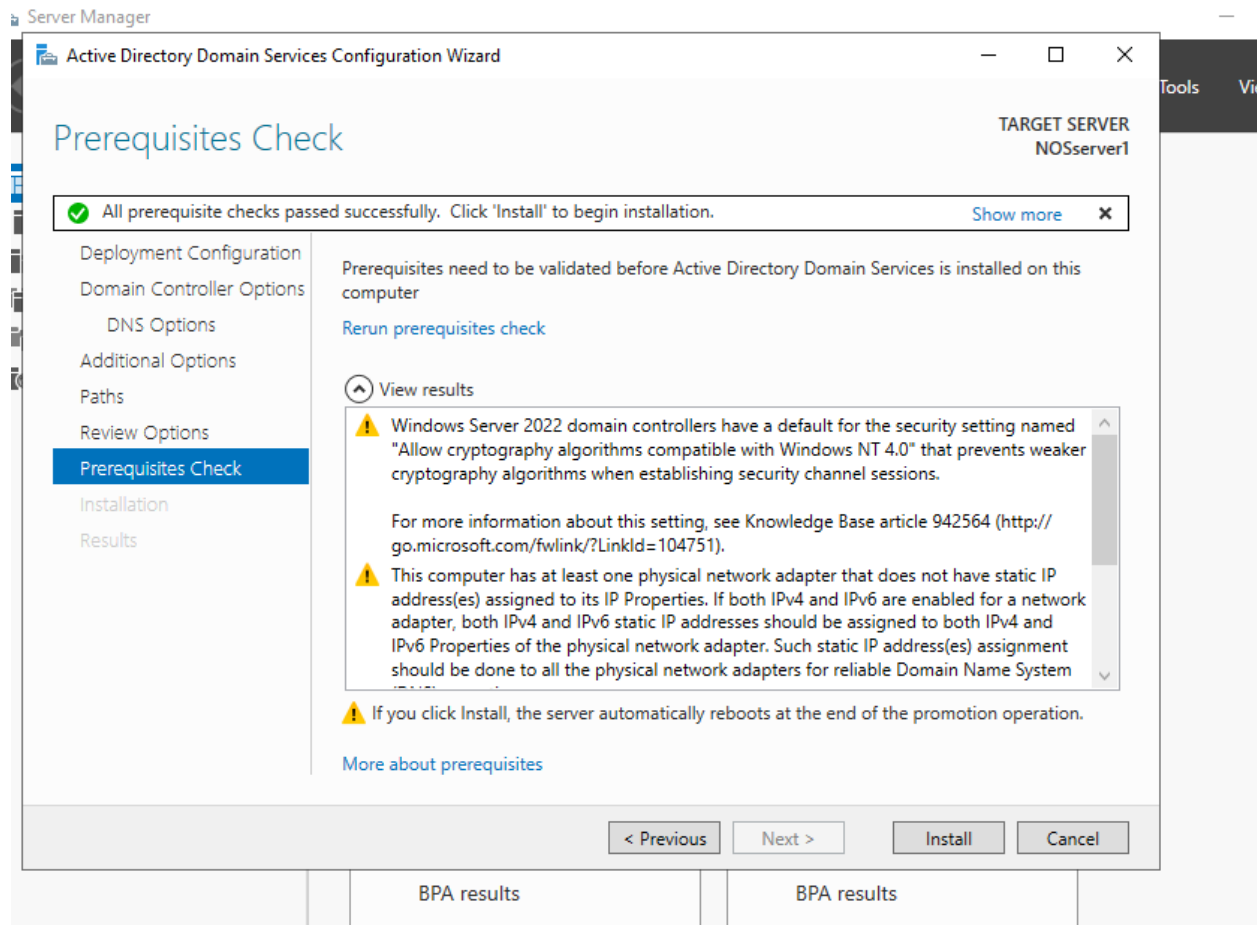 Server Manager
Active Directory Domain Services Configuration Wizard
Tools
Prerequisites Check
TARGET SERVER
NOSserver1
All prerequisite checks passed successfully. Click 'Install' to begin installation.
Show more
Deployment Configuration
Domain Controller Options
DNS Options
Additional Options
Paths
Review Options
Prerequisites Check
Installation
Results
Prerequisites need to be validated before Active Directory Domain Services is installed on this
computer
Rerun prerequisites check
View results
Windows Server 2022 domain controllers have a default for the security setting named
"Allow cryptography algorithms compatible with Windows NT 4.0" that prevents weaker
cryptography algorithms when establishing security channel sessions.
For more information about this setting, see Knowledge Base article 942564 (http://
go.microsoft.com/fwlink/?LinkId=104751).
This computer has at least one physical network adapter that does not have static IP
address(es) assigned to its IP Properties. If both IPv4 and IPv6 are enabled for a network
adapter, both IPv4 and IPv6 static IP addresses should be assigned to both IPv4 and
IPv6 Properties of the physical network adapter. Such static IP address(es) assignment
should be done to all the physical network adapters for reliable Domain Name System
If you click Install, the server automatically reboots at the end of the promotion operation.
More about prerequisites
< Previous
Next >
Install
Cancel
BPA results
BPA results